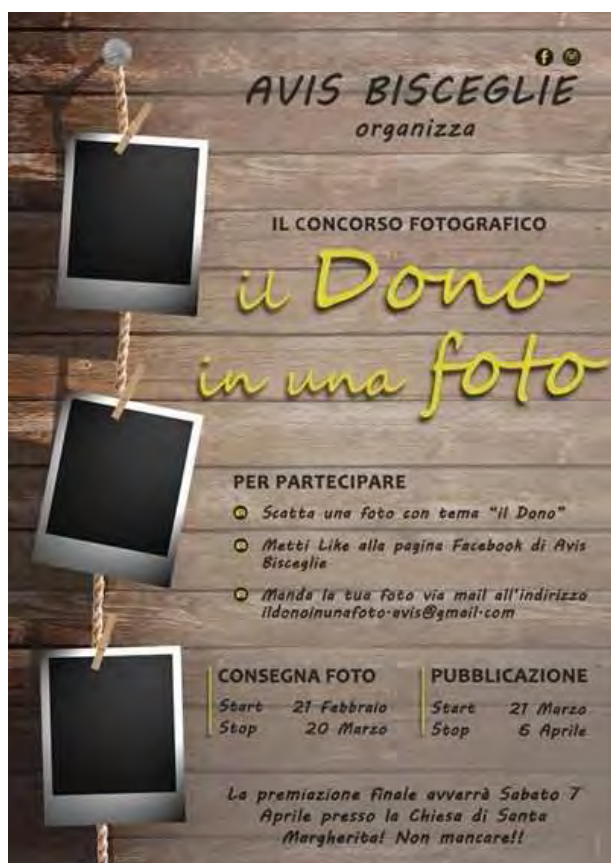 AVIS BISCEGLIE
organizza
IL CONCORSO FOTOGRAFICO
il Dono
in una foto
PER PARTECIPARE
Scatta una foto con tema "il Dono"
Metti Like alla pagina Facebook di Avis
Bisceglie
Manda la tua foto via mail all'indirizzo
ildonoinunafoto.avis@gmail.com
CONSEGNA FOTO
Start 21 Febbraio
Stop 20 Marzo
PUBBLICAZIONE
Start 21 Marzo
Stop 6 Aprile
La premiazione finale avverrà Sabato 7
Aprile presso la Chiesa di Santa
Margherita! Non mancare!!